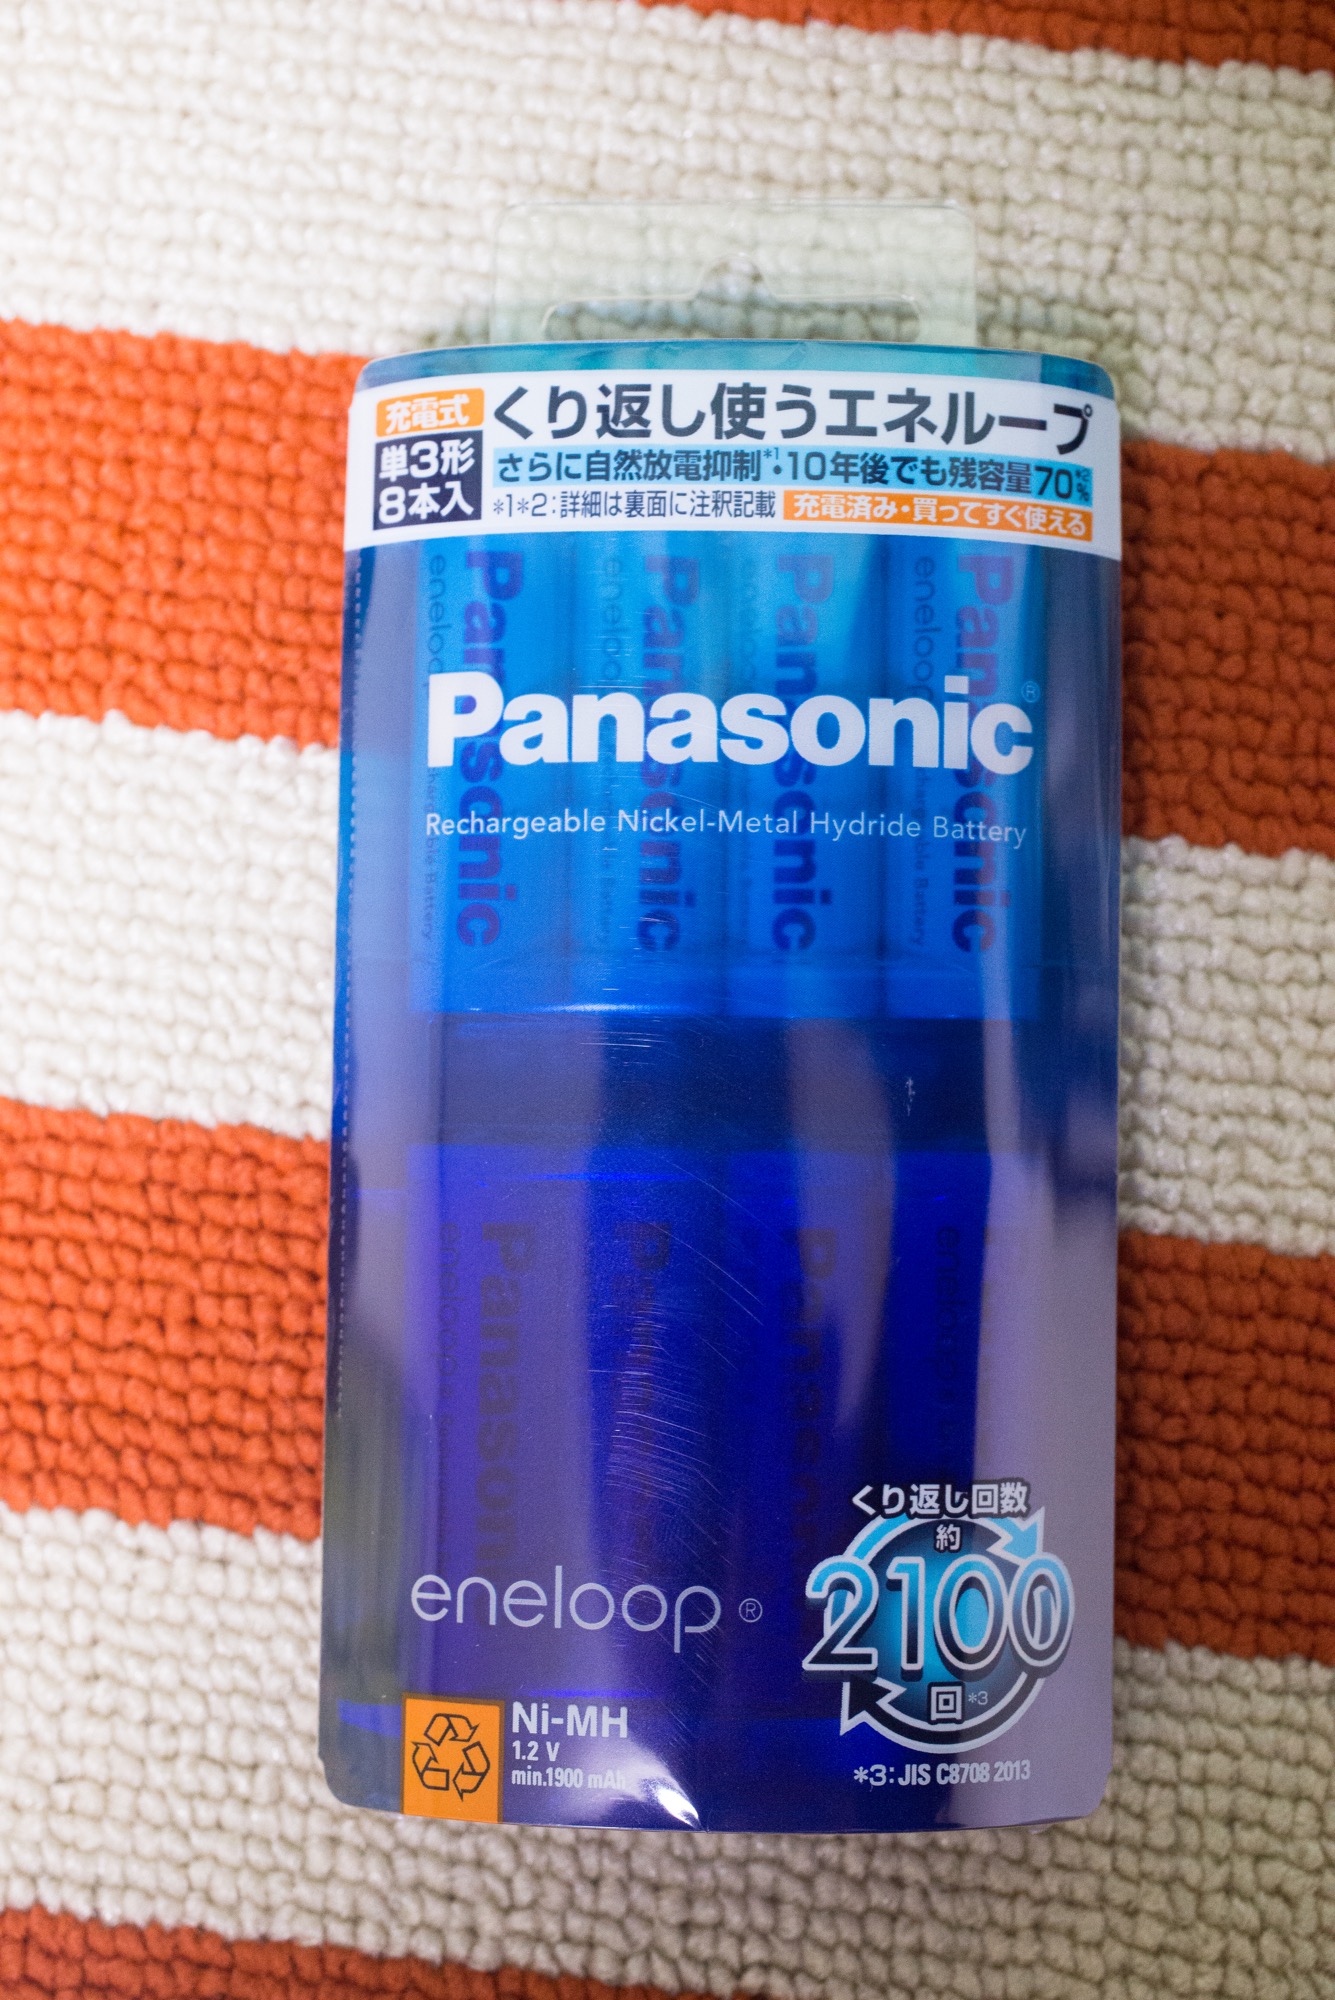 充電式
単3形
8本入
くり返し使うエネループ
さらに自然放電抑制*1・10年後でも残容量70%*2
*1*2:詳細は裏面に注釈記載
充電済み・買ってすぐ使える
Panasonic®
Rechargeable Nickel-Metal Hydride Battery
Panasonic
Panasonic
Panasonic
Panasonic
eneloop®
くり返し回数
約
2100
回*3
*3:JIS C8708 2013
Ni-MH
1.2 V
min.1900 mAh